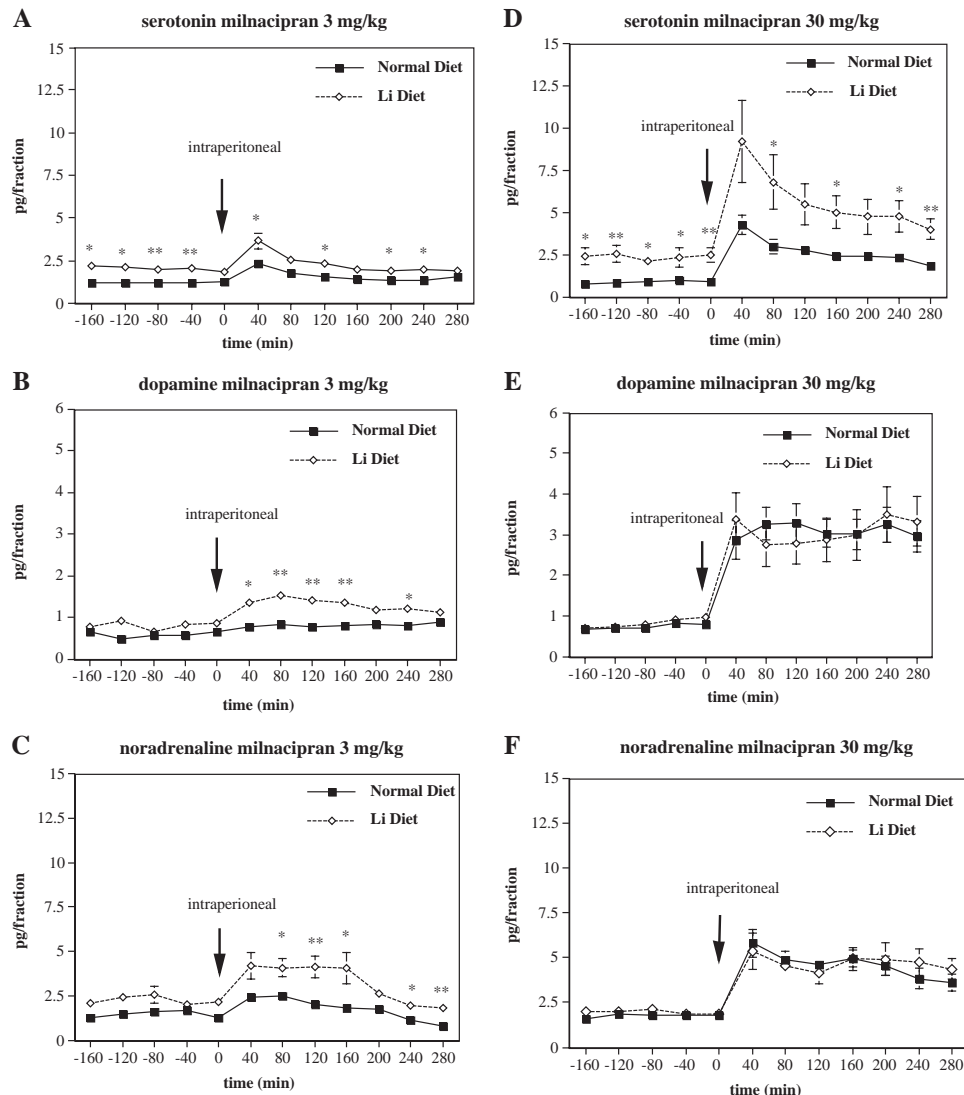 A
serotonin milnacipran 3 mg/kg
15
12.5
10
7.5
5
2.5
0
pg/fraction
Normal Diet
Li Diet
intraperitoneal
* * ** ** * * * *
-160 -120 -80 -40 0 40 80 120 160 200 240 280
time (min)
D
serotonin milnacipran 30 mg/kg
15
12.5
10
7.5
5
2.5
0
pg/fraction
Normal Diet
Li Diet
intraperitoneal
* ** * * ** * * * **
-160 -120 -80 -40 0 40 80 120 160 200 240 280
time (min)
B
dopamine milnacipran 3 mg/kg
6
5
4
3
2
1
0
pg/fraction
Normal Diet
Li Diet
intraperitoneal
* ** ** ** *
-160 -120 -80 -40 0 40 80 120 160 200 240 280
time (min)
E
dopamine milnacipran 30 mg/kg
6
5
4
3
2
1
0
pg/fraction
Normal Diet
Li Diet
intraperitoneal
-160 -120 -80 -40 0 40 80 120 160 200 240 280
time (min)
C
noradrenaline milnacipran 3 mg/kg
15
12.5
10
7.5
5
2.5
0
pg/fraction
Normal Diet
Li Diet
intraperioneal
* ** * * **
-160 -120 -80 -40 0 40 80 120 160 200 240 280
time (min)
F
noradrenaline milnacipran 30 mg/kg
15
12.5
10
7.5
5
2.5
0
pg/fraction
Normal Diet
Li Diet
intraperitoneal
-160 -120 -80 -40 0 40 80 120 160 200 240 280
time (min)